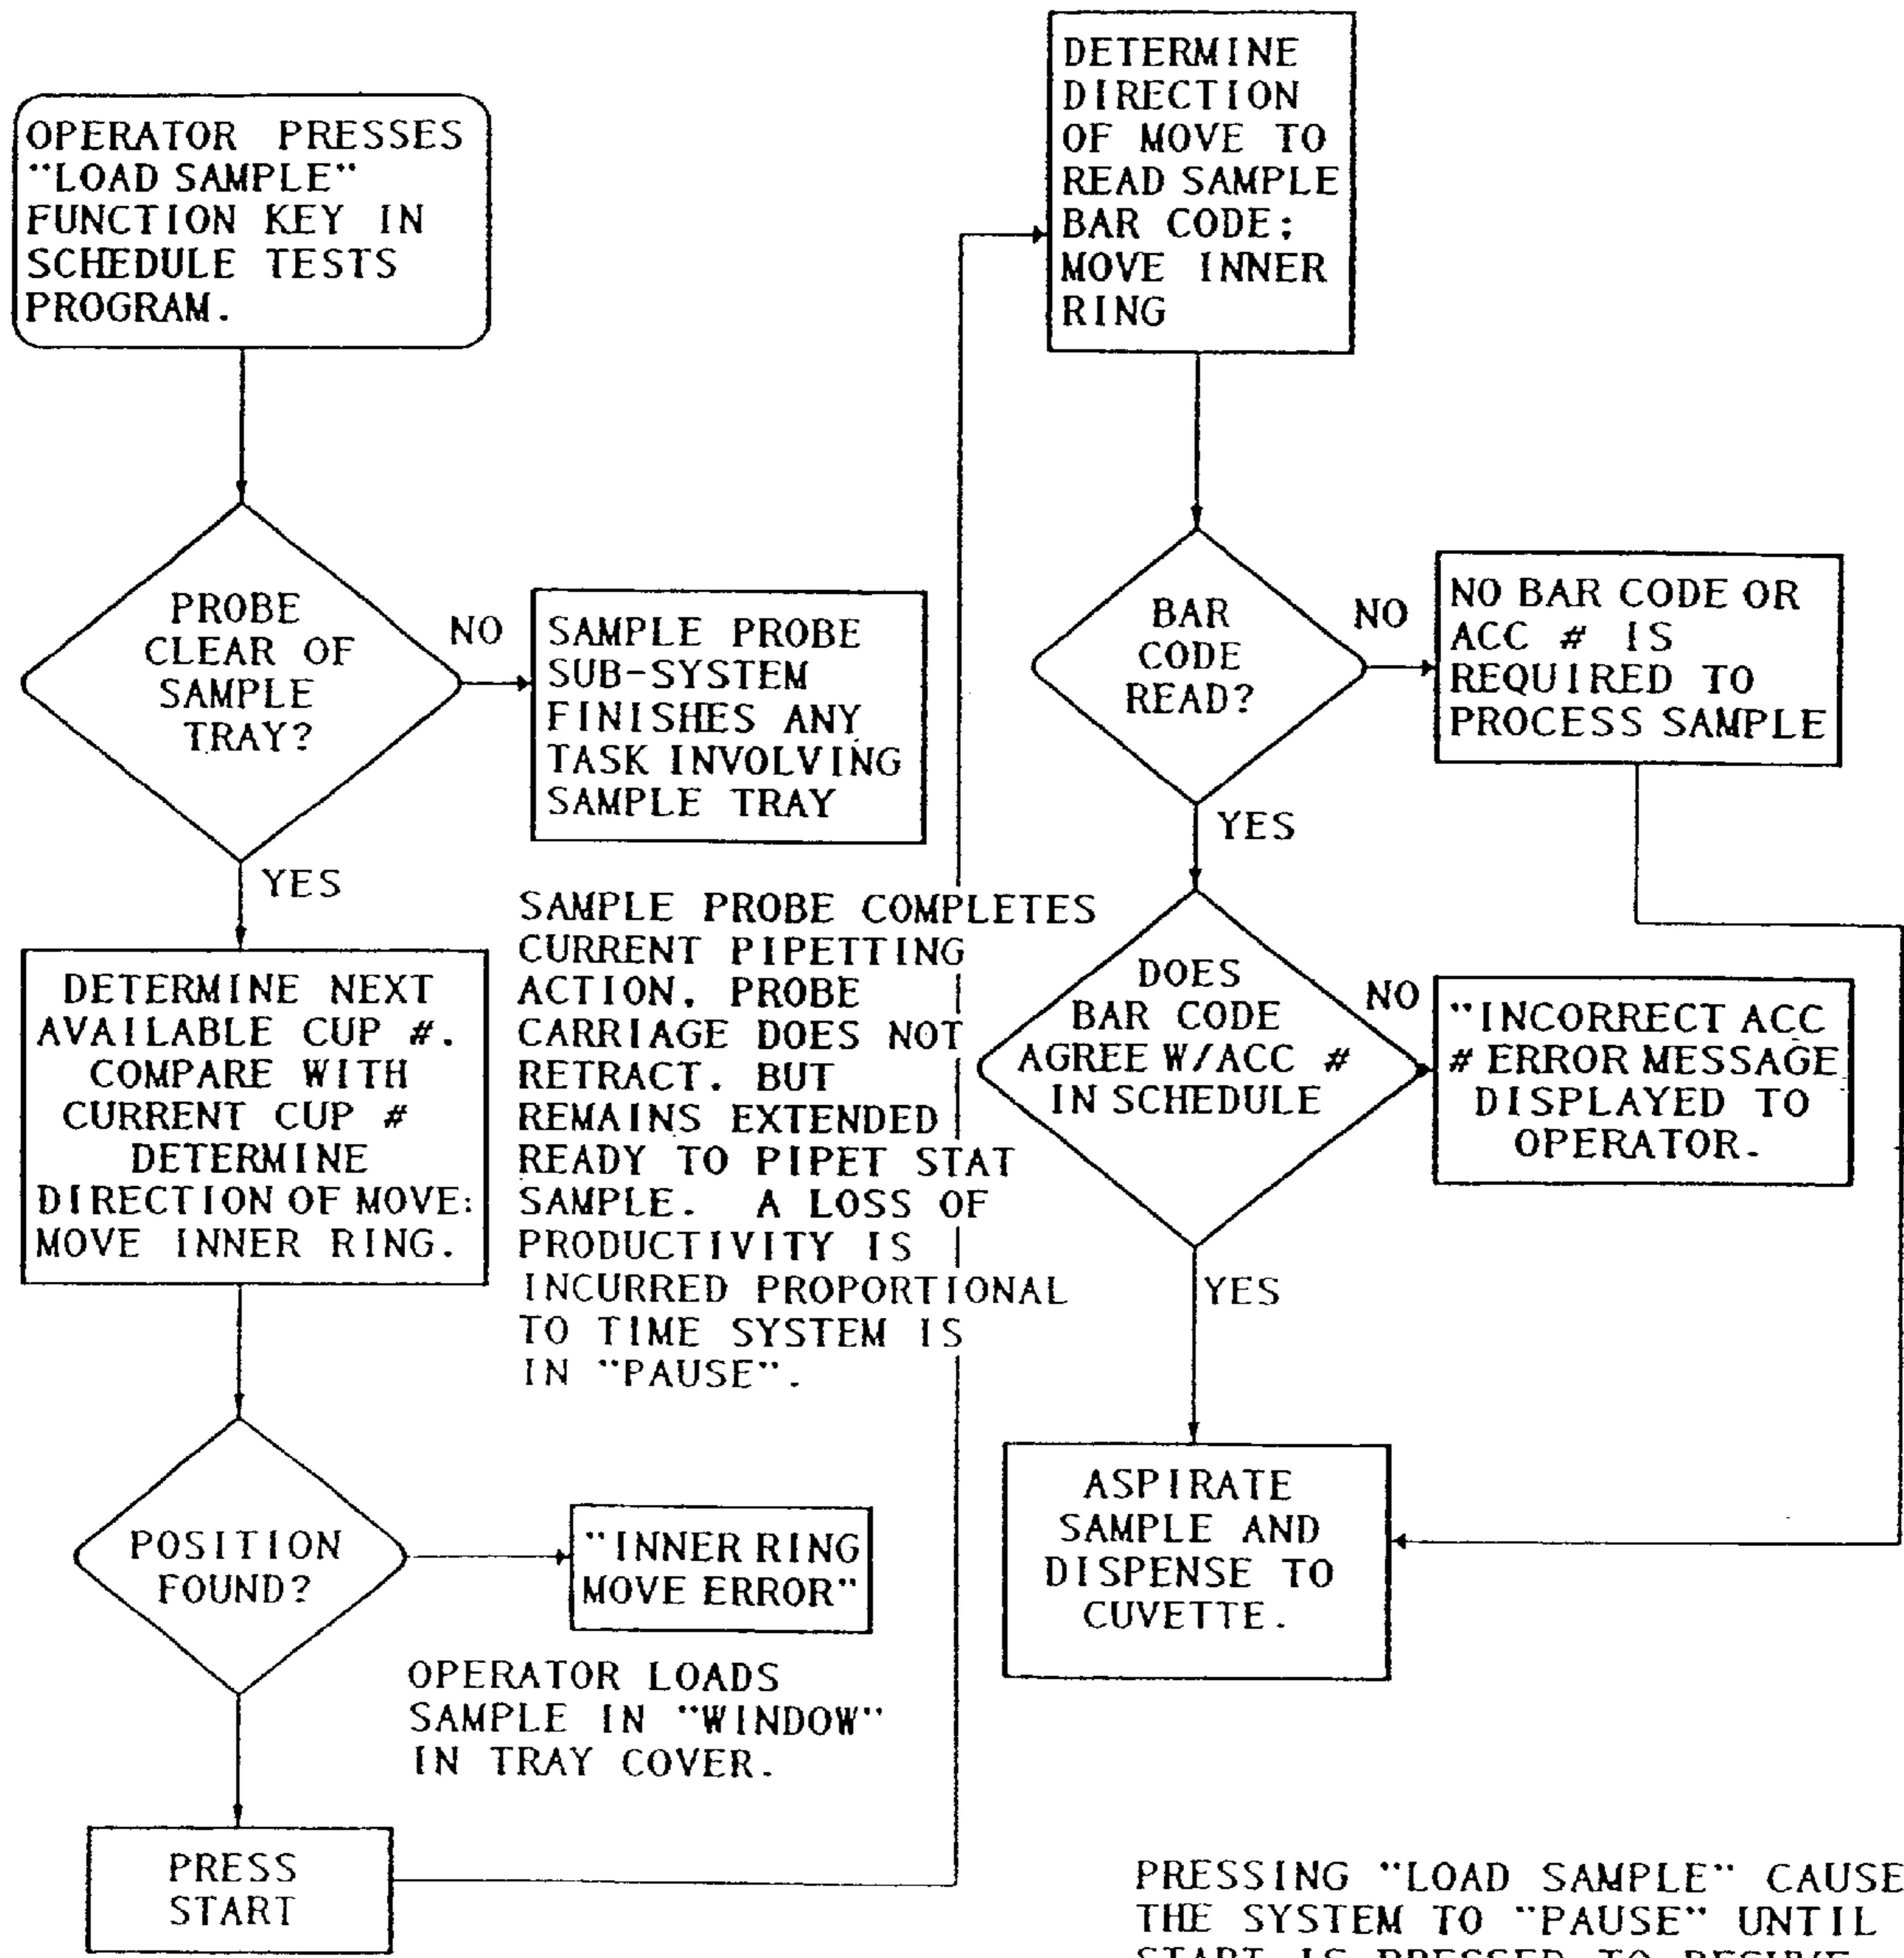 OPERATOR PRESSES
"LOAD SAMPLE"
FUNCTION KEY IN
SCHEDULE TESTS
PROGRAM.
PROBE
CLEAR OF
SAMPLE
TRAY?
NO
SAMPLE PROBE
SUB-SYSTEM
FINISHES ANY
TASK INVOLVING
SAMPLE TRAY
YES
DETERMINE NEXT
AVAILABLE CUP #.
COMPARE WITH
CURRENT CUP #
DETERMINE
DIRECTION OF MOVE:
MOVE INNER RING.
SAMPLE PROBE COMPLETES
CURRENT PIPETTING
ACTION. PROBE
CARRIAGE DOES NOT
RETRACT. BUT
REMAINS EXTENDED
READY TO PIPET STAT
SAMPLE. A LOSS OF
PRODUCTIVITY IS
INCURRED PROPORTIONAL
TO TIME SYSTEM IS
IN "PAUSE".
POSITION
FOUND?
"INNER RING
MOVE ERROR"
OPERATOR LOADS
SAMPLE IN "WINDOW"
IN TRAY COVER.
PRESS
START
DETERMINE
DIRECTION
OF MOVE TO
READ SAMPLE
BAR CODE:
MOVE INNER
RING
BAR
CODE
READ?
NO
NO BAR CODE OR
ACC # IS
REQUIRED TO
PROCESS SAMPLE
YES
DOES
BAR CODE
AGREE W/ACC #
IN SCHEDULE
NO
"INCORRECT ACC
# ERROR MESSAGE
DISPLAYED TO
OPERATOR.
YES
ASPIRATE
SAMPLE AND
DISPENSE TO
CUVETTE.
PRESSING "LOAD SAMPLE" CAUSE
THE SYSTEM TO "PAUSE" UNTIL
START IS PRESSED TO